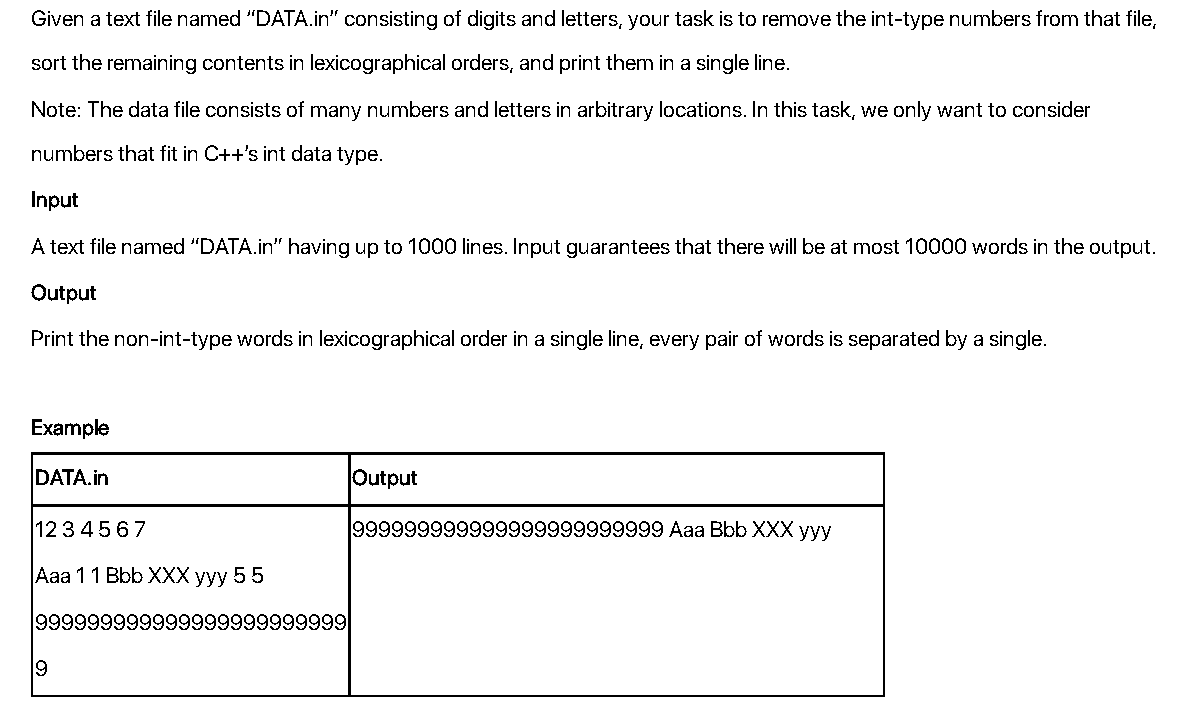 Given a text file named "DATA.in" consisting of digits and letters, your task is to remove the int-type numbers from that file,
sort the remaining contents in lexicographical orders, and print them in a single line.
Note: The data file consists of many numbers and letters in arbitrary locations. In this task, we only want to consider
numbers that fit in C++'s int data type.
Input
A text file named "DATA.in" having up to 1000 lines. Input guarantees that there will be at most 10000 words in the output.
Output
Print the non-int-type words in lexicographical order in a single line, every pair of words is separated by a single.
Example
DATA.in Output
12 3 4 5 6 7 999999999999999999999999 Aaa Bbb XXX yyy
Aaa 1 1 Bbb XXX yyy 5 5
999999999999999999999999
9